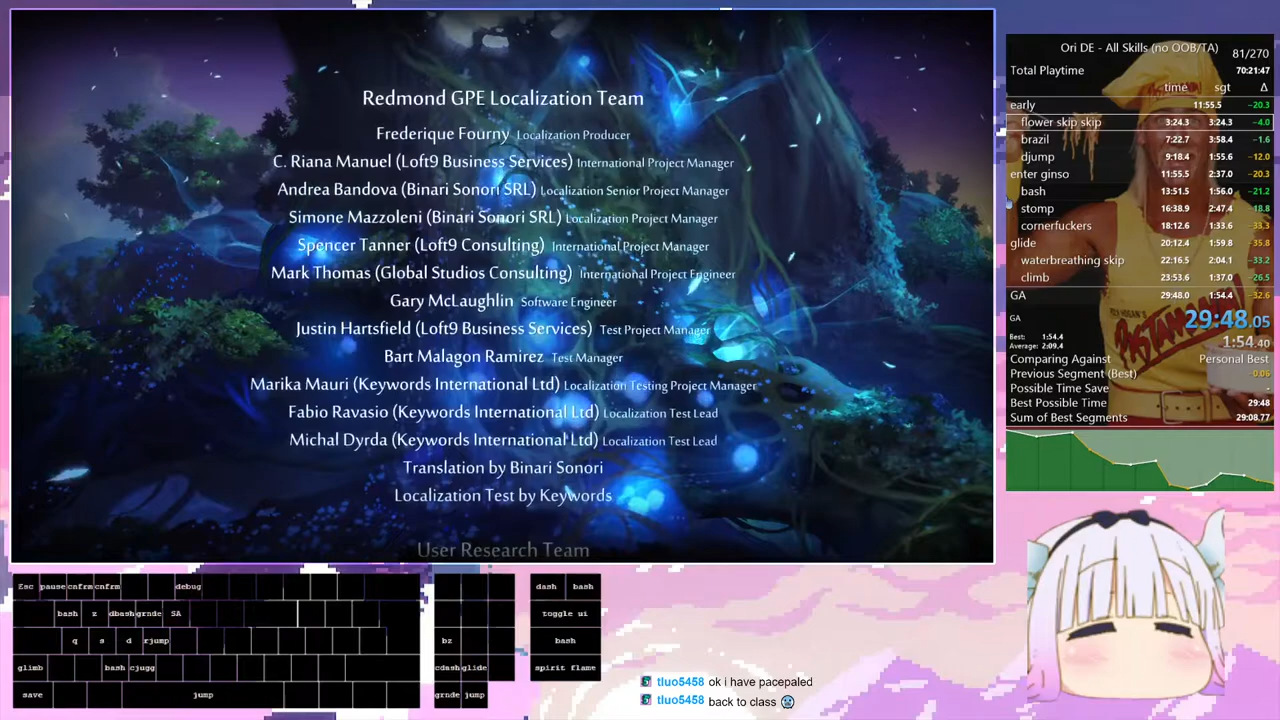 Redmond GPE Localization Team
Frederique Fourny Localization Producer
C. Riana Manuel (Loft9 Business Services) International Project Manager
Andrea Bandova (Binari Sonori SRL) Localization Senior Project Manager
Simone Mazzoleni (Binari Sonori SRL) Localization Project Manager
Spencer Tanner (Loft9 Consulting) International Project Manager
Mark Thomas (Global Studios Consulting) International Project Engineer
Gary McLaughlin Software Engineer
Justin Hartsfield (Loft9 Business Services) Test Project Manager
Bart Malagon Ramirez Test Manager
Marika Mauri (Keywords International Ltd) Localization Testing Project Manager
Fabio Ravasio (Keywords International Ltd) Localization Test Lead
Michal Dyrda (Keywords International Ltd) Localization Test Lead
Translation by Binari Sonori
Localization Test by Keywords
User Research Team
Ori DE - All Skills (no OOB/TA) 81/270
Total Playtime 70:21:47
time sgt Δ
early 11:55.5 −20.3
flower skip skip 3:24.3 3:24.3 −4.0
brazil 7:22.7 3:58.4 −1.6
djump 9:18.4 1:55.6 −12.0
enter ginso 11:55.5 2:37.0 −20.3
bash 13:51.5 1:56.0 −21.2
stomp 16:38.9 2:47.4 −18.8
cornerfuckers 18:12.6 1:33.6 −33.3
glide 20:12.4 1:59.8 −35.8
waterbreathing skip 22:16.5 2:04.1 −33.2
climb 23:53.6 1:37.0 −26.5
GA 29:48.0 1:54.4 −32.6
GA 29:48.05
Best: 1:54.4
Average: 2:09.4
1:54.40
Comparing Against Personal Best
Previous Segment (Best) −0.06
Possible Time Save -
Best Possible Time 29:48
Sum of Best Segments 29:08.77
Esc pause cnfrm cnfrm debug
bash z dbash grnde SA
q s d rjump
glimb bash cjugg
save jump
bz
cdash glide
grnde jump
dash bash
toggle ui
bash
spirit flame
tluo5458 ok i have pacepaled
tluo5458 back to class